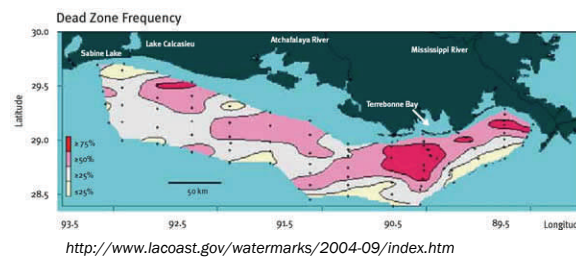 Dead Zone Frequency
30.0
Sabine Lake
Lake Calcasieu
Atchafalaya River
Mississippi River
29.5
Terrebonne Bay
Latitude
29.0
≥75%
≥50%
≥25%
≤25%
28.5
50 km
93-5
92-5
91-5
90-5
89-5
Longitu
http://www.lacoast.gov/watermarks/2004-09/index.htm